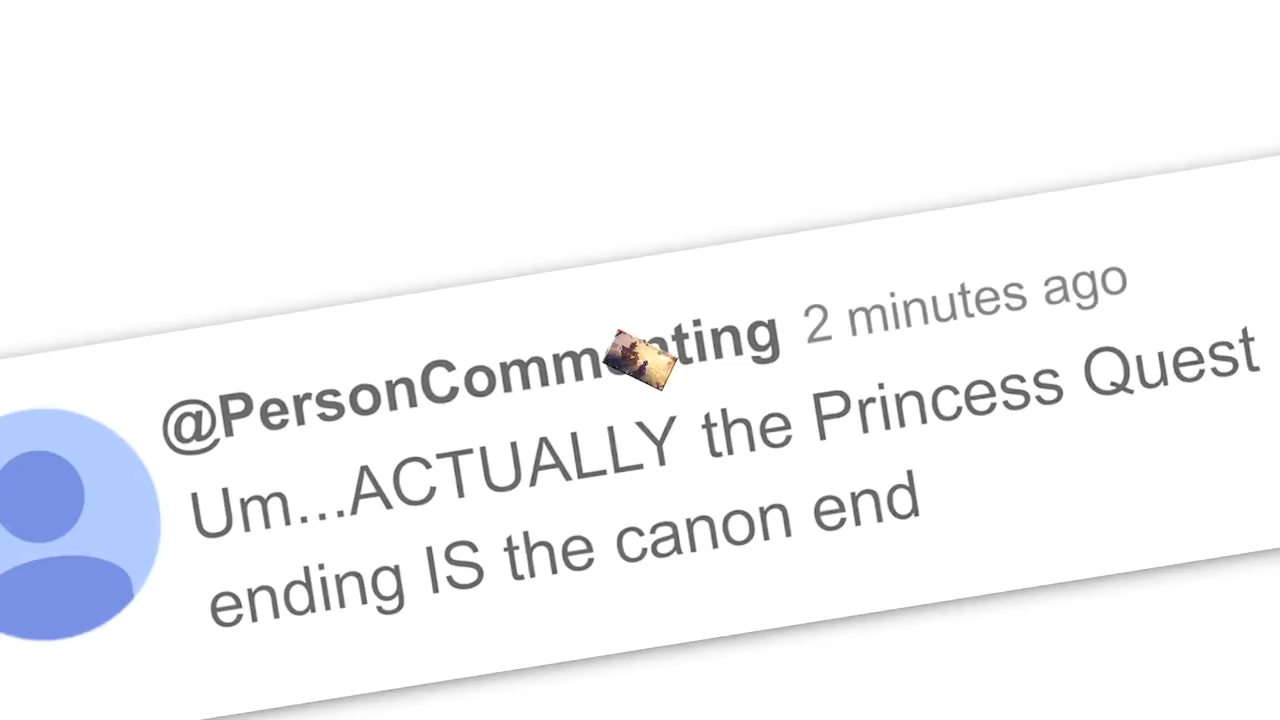 @PersonCommenting 2 minutes ago
Um...ACTUALLY the Princess Quest
ending IS the canon end